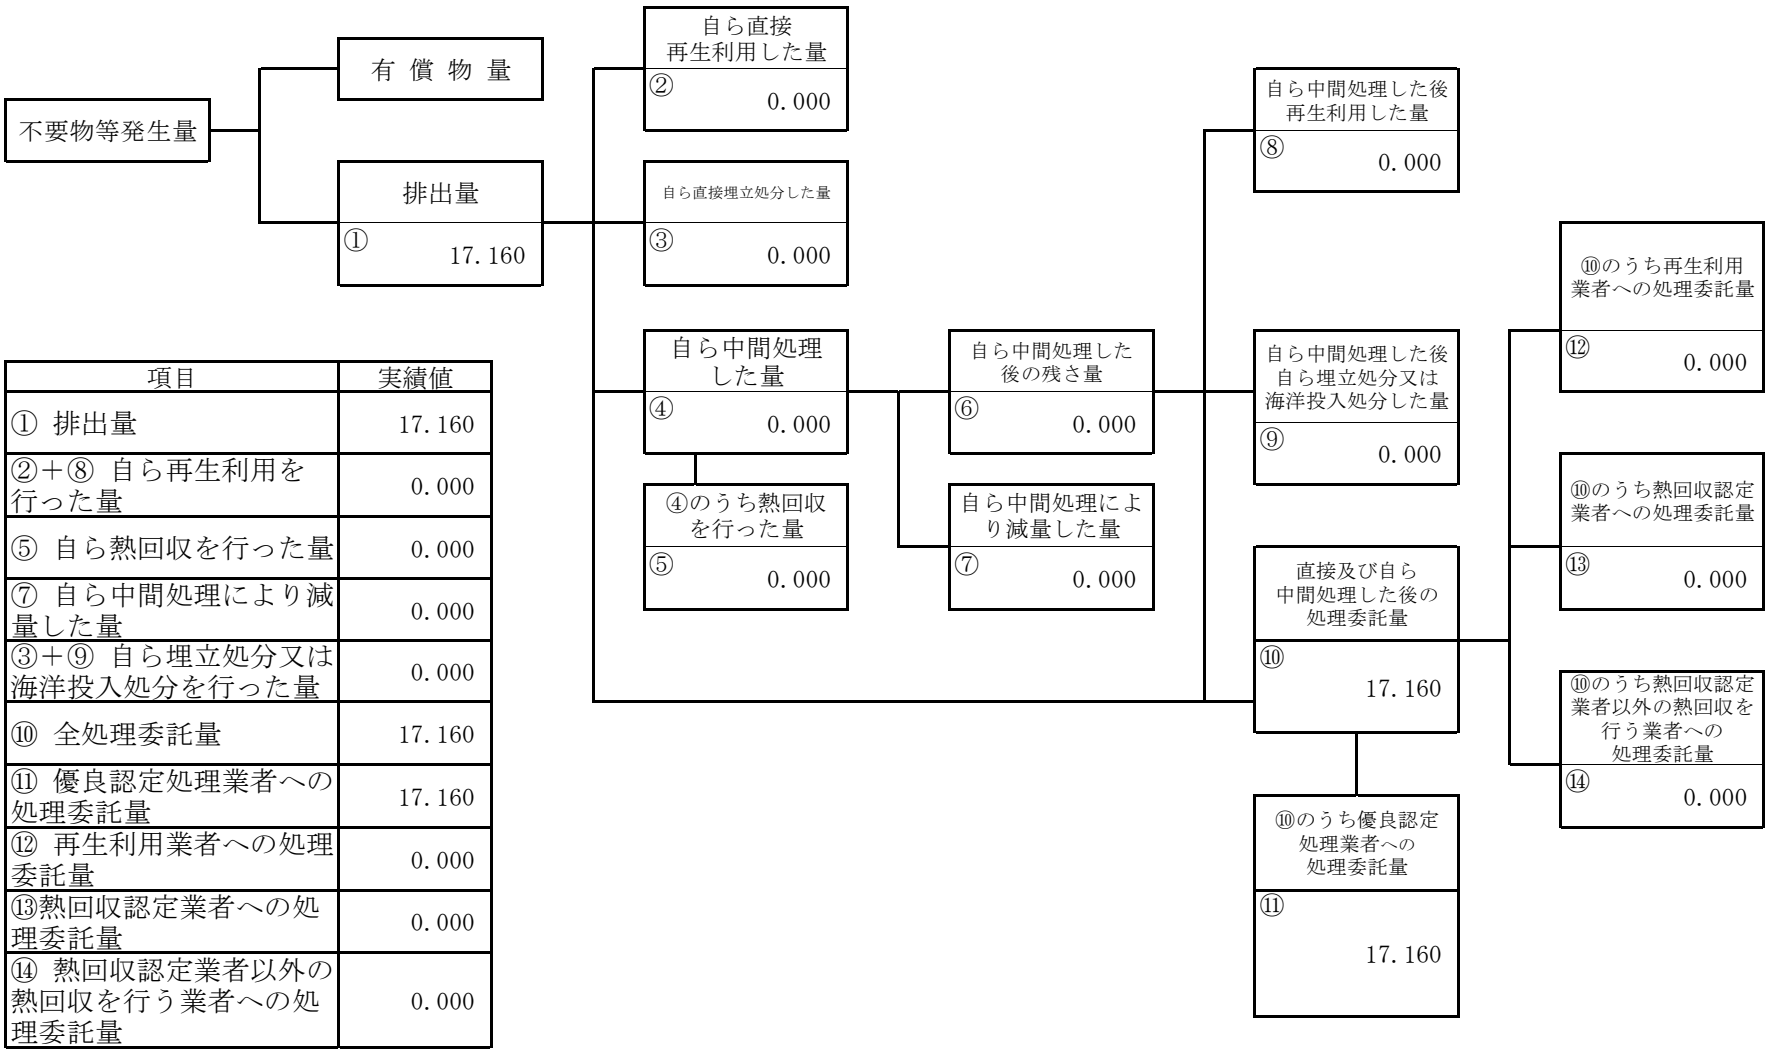 自ら直接
再生利用した量
②
0.000
有償物量
不要物等発生量
排出量
①
17.160
自ら直接埋立処分した量
③
0.000
自ら中間処理した後
再生利用した量
⑧
0.000
自ら中間処理
した量
④
0.000
自ら中間処理した
後の残さ量
⑥
0.000
自ら中間処理した後
自ら埋立処分又は
海洋投入処分した量
⑨
0.000
⑩のうち再生利用
業者への処理委託量
⑫
0.000
④のうち熱回収
を行った量
⑤
0.000
自ら中間処理によ
り減量した量
⑦
0.000
直接及び自ら
中間処理した後の
処理委託量
⑩
17.160
⑩のうち熱回収認定
業者への処理委託量
⑬
0.000
⑩のうち熱回収認定
業者以外の熱回収を
行う業者への
処理委託量
⑭
0.000
⑩のうち優良認定
処理業者への
処理委託量
⑪
17.160
項目 実績値
① 排出量 17.160
②＋⑧ 自ら再生利用を
行った量 0.000
⑤ 自ら熱回収を行った量 0.000
⑦ 自ら中間処理により減
量した量 0.000
③＋⑨ 自ら埋立処分又は
海洋投入処分を行った量 0.000
⑩ 全処理委託量 17.160
⑪ 優良認定処理業者への
処理委託量 17.160
⑫ 再生利用業者への処理
委託量 0.000
⑬熱回収認定業者への処
理委託量 0.000
⑭ 熱回収認定業者以外の
熱回収を行う業者への処
理委託量 0.000